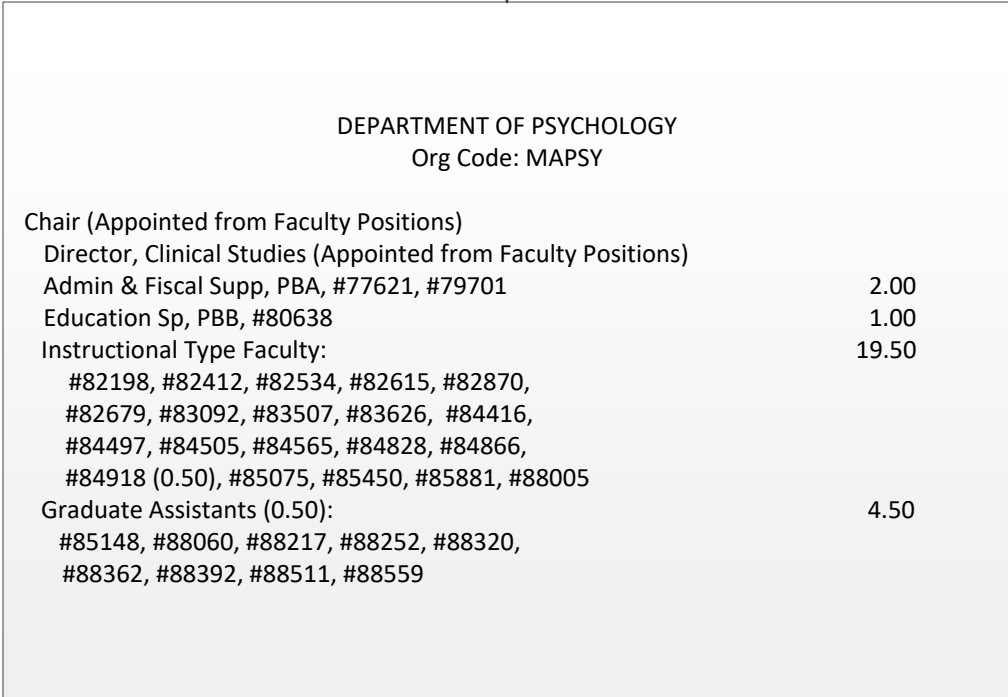 DEPARTMENT OF PSYCHOLOGY
Org Code: MAPSY
Chair (Appointed from Faculty Positions)
Director, Clinical Studies (Appointed from Faculty Positions)
Admin & Fiscal Supp, PBA, #77621, #79701 2.00
Education Sp, PBB, #80638 1.00
Instructional Type Faculty: 19.50
#82198, #82412, #82534, #82615, #82870,
#82679, #83092, #83507, #83626, #84416,
#84497, #84505, #84565, #84828, #84866,
#84918 (0.50), #85075, #85450, #85881, #88005
Graduate Assistants (0.50): 4.50
#85148, #88060, #88217, #88252, #88320,
#88362, #88392, #88511, #88559